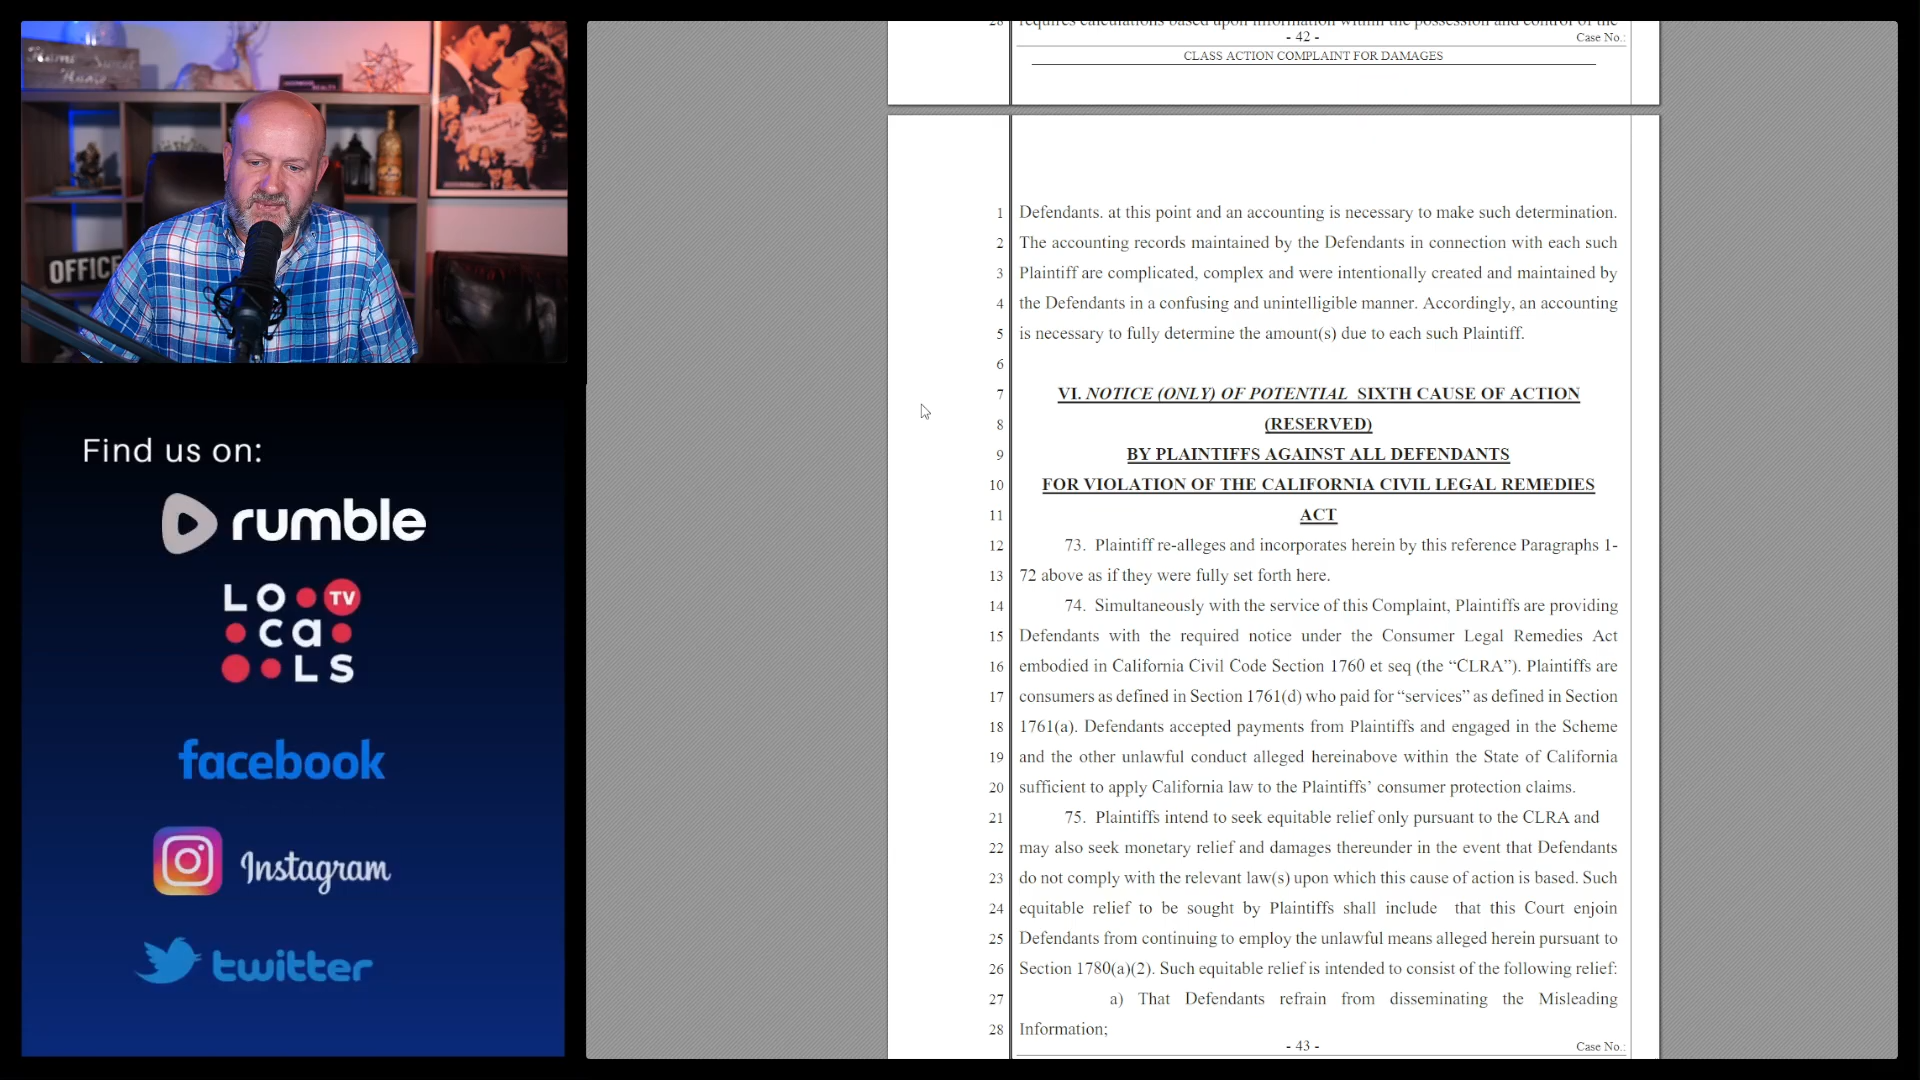 OFFICE
Find us on:
rumble
LOCALS TV
facebook
Instagram
twitter
28 requires calculations based upon information within the possession and control of the
- 42 -
Case No.:
CLASS ACTION COMPLAINT FOR DAMAGES
1 Defendants. at this point and an accounting is necessary to make such determination.
2 The accounting records maintained by the Defendants in connection with each such
3 Plaintiff are complicated, complex and were intentionally created and maintained by
4 the Defendants in a confusing and unintelligible manner. Accordingly, an accounting
5 is necessary to fully determine the amount(s) due to each such Plaintiff.
6
7 VI. NOTICE (ONLY) OF POTENTIAL SIXTH CAUSE OF ACTION
8 (RESERVED)
9 BY PLAINTIFFS AGAINST ALL DEFENDANTS
10 FOR VIOLATION OF THE CALIFORNIA CIVIL LEGAL REMEDIES
11 ACT
12 73. Plaintiff re-alleges and incorporates herein by this reference Paragraphs 1-
13 72 above as if they were fully set forth here.
14 74. Simultaneously with the service of this Complaint, Plaintiffs are providing
15 Defendants with the required notice under the Consumer Legal Remedies Act
16 embodied in California Civil Code Section 1760 et seq (the “CLRA”). Plaintiffs are
17 consumers as defined in Section 1761(d) who paid for “services” as defined in Section
18 1761(a). Defendants accepted payments from Plaintiffs and engaged in the Scheme
19 and the other unlawful conduct alleged hereinabove within the State of California
20 sufficient to apply California law to the Plaintiffs’ consumer protection claims.
21 75. Plaintiffs intend to seek equitable relief only pursuant to the CLRA and
22 may also seek monetary relief and damages thereunder in the event that Defendants
23 do not comply with the relevant law(s) upon which this cause of action is based. Such
24 equitable relief to be sought by Plaintiffs shall include that this Court enjoin
25 Defendants from continuing to employ the unlawful means alleged herein pursuant to
26 Section 1780(a)(2). Such equitable relief is intended to consist of the following relief:
27 a) That Defendants refrain from disseminating the Misleading
28 Information;
- 43 -
Case No.: